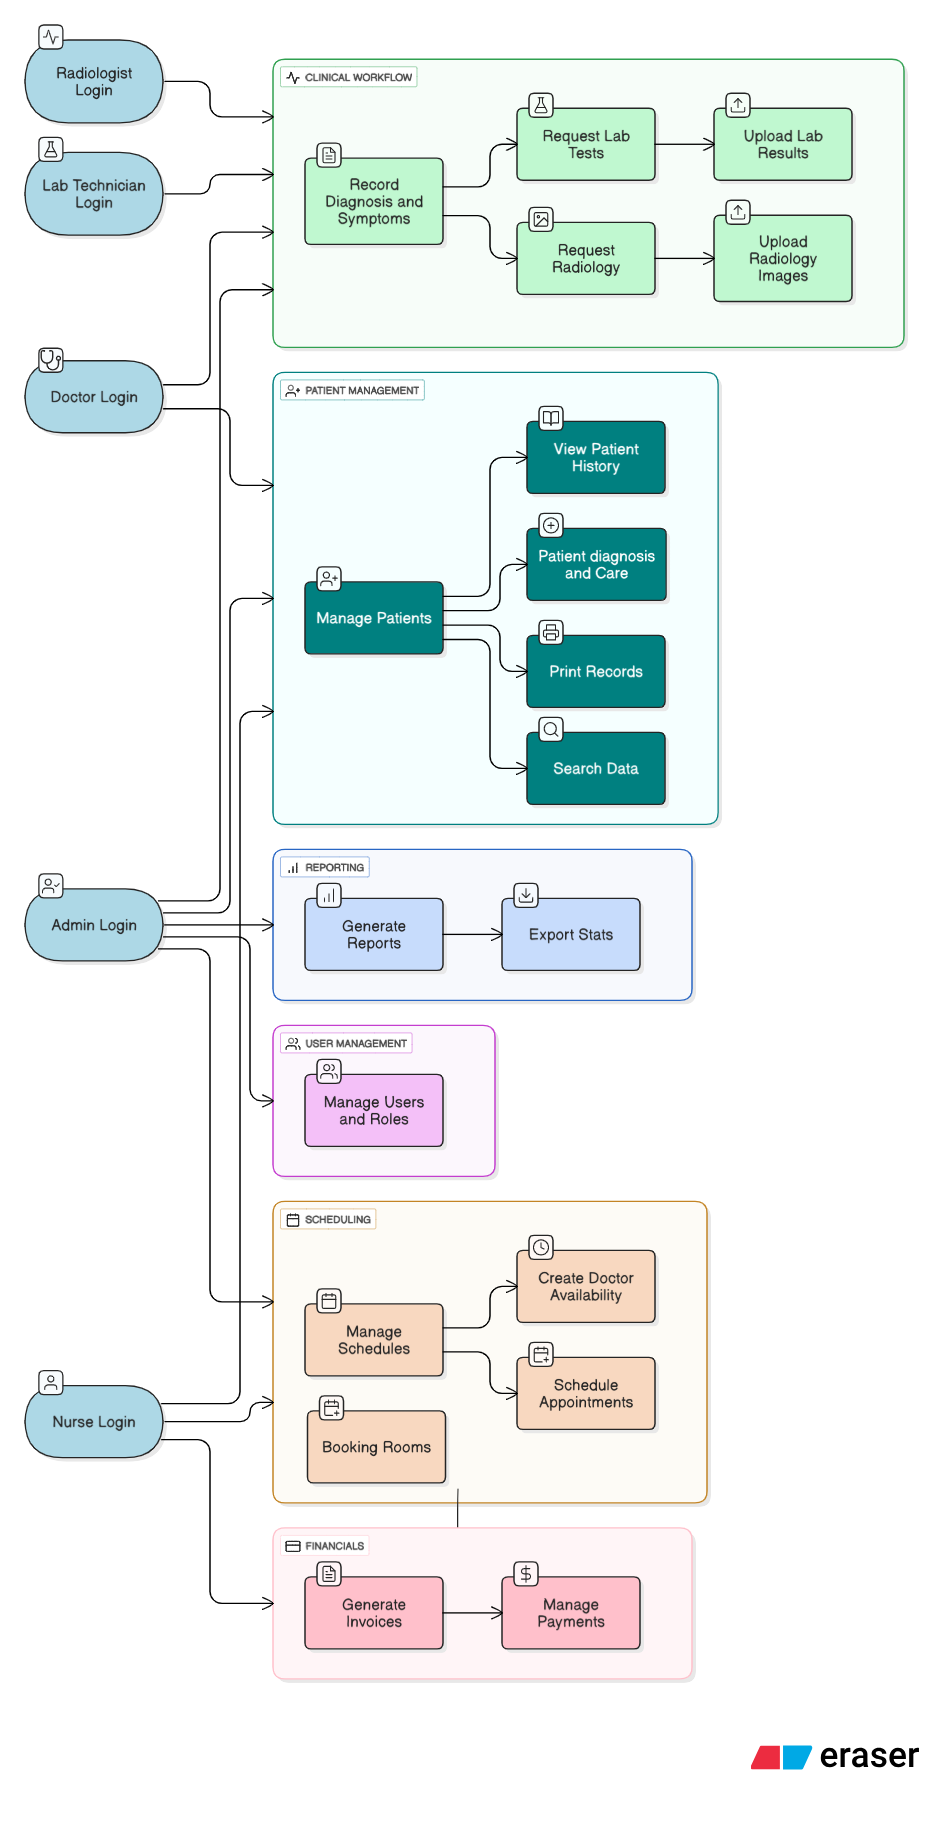 Radiologist
Login
Lab Technician
Login
Doctor Login
Admin Login
Nurse Login
CLINICAL WORKFLOW
Record
Diagnosis and
Symptoms
Request Lab
Tests
Upload Lab
Results
Request
Radiology
Upload
Radiology
Images
PATIENT MANAGEMENT
Manage Patients
View Patient
History
Patient diagnosis
and Care
Print Records
Search Data
REPORTING
Generate
Reports
Export Stats
USER MANAGEMENT
Manage Users
and Roles
SCHEDULING
Manage
Schedules
Create Doctor
Availability
Schedule
Appointments
Booking Rooms
FINANCIALS
Generate
Invoices
Manage
Payments
eraser